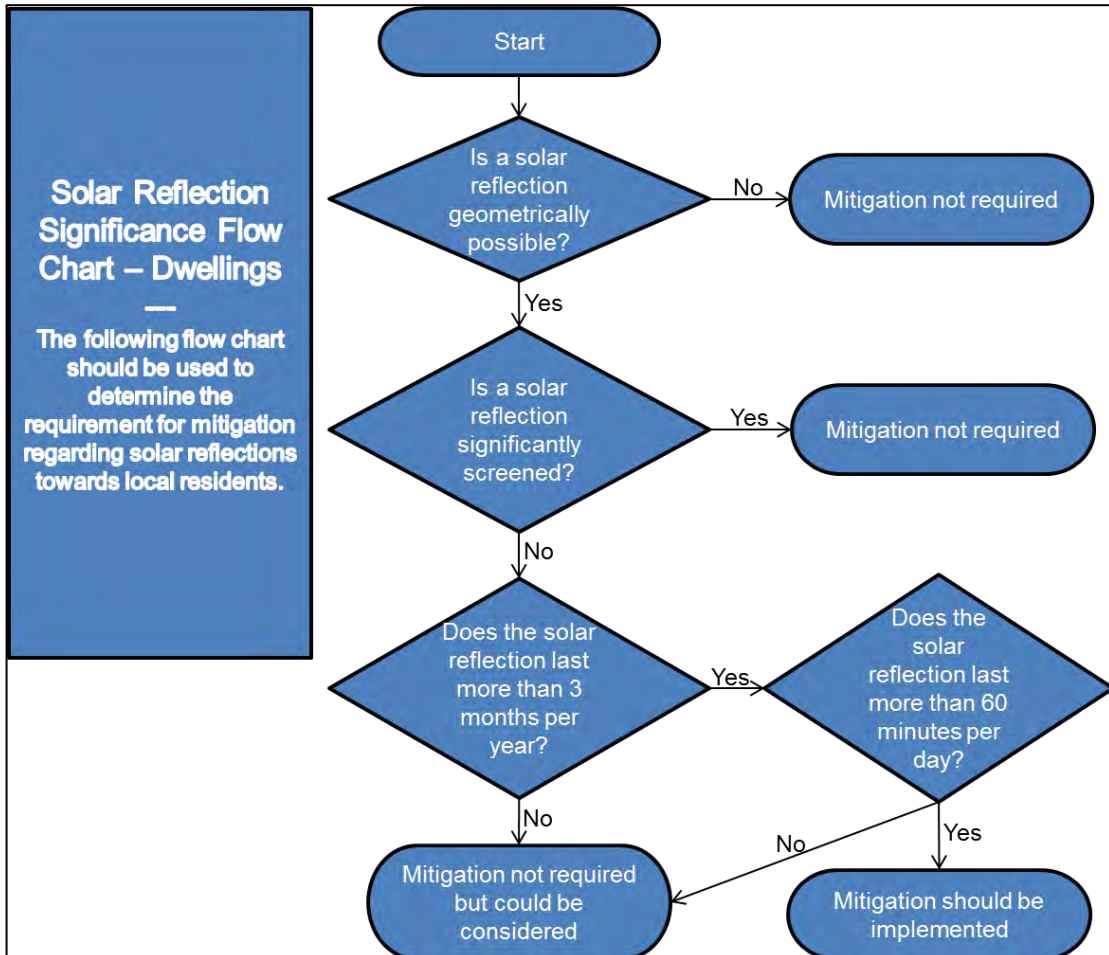 Solar Reflection
Significance Flow
Chart – Dwellings
---
The following flow chart
should be used to
determine the
requirement for mitigation
regarding solar reflections
towards local residents.
Start
Is a solar
reflection
geometrically
possible?
No
Mitigation not required
Yes
Is a solar
reflection
significantly
screened?
Yes
Mitigation not required
No
Does the solar
reflection last
more than 3
months per
year?
Yes
Does the
solar
reflection last
more than 60
minutes per
day?
No
No
Yes
Mitigation not required
but could be
considered
Mitigation should be
implemented